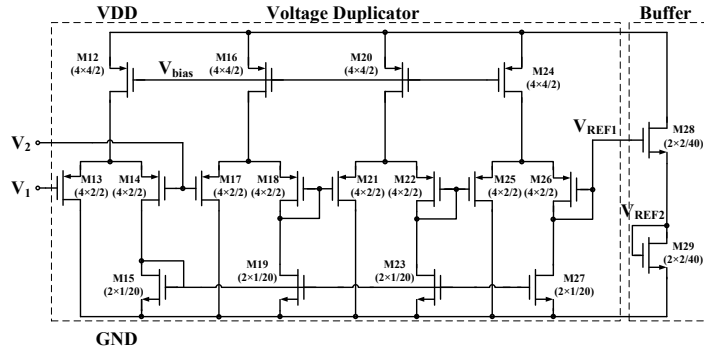 VDD
Voltage Duplicator
Buffer
M12
(4×4/2)
Vbias
M16
(4×4/2)
M20
(4×4/2)
M24
(4×4/2)
V2
VREF1
M28
(2×2/40)
V1
M13
(4×2/2)
M14
(4×2/2)
M17
(4×2/2)
M18
(4×2/2)
M21
(4×2/2)
M22
(4×2/2)
M25
(4×2/2)
M26
(4×2/2)
VREF2
M29
(2×2/40)
M15
(2×1/20)
M19
(2×1/20)
M23
(2×1/20)
M27
(2×1/20)
GND